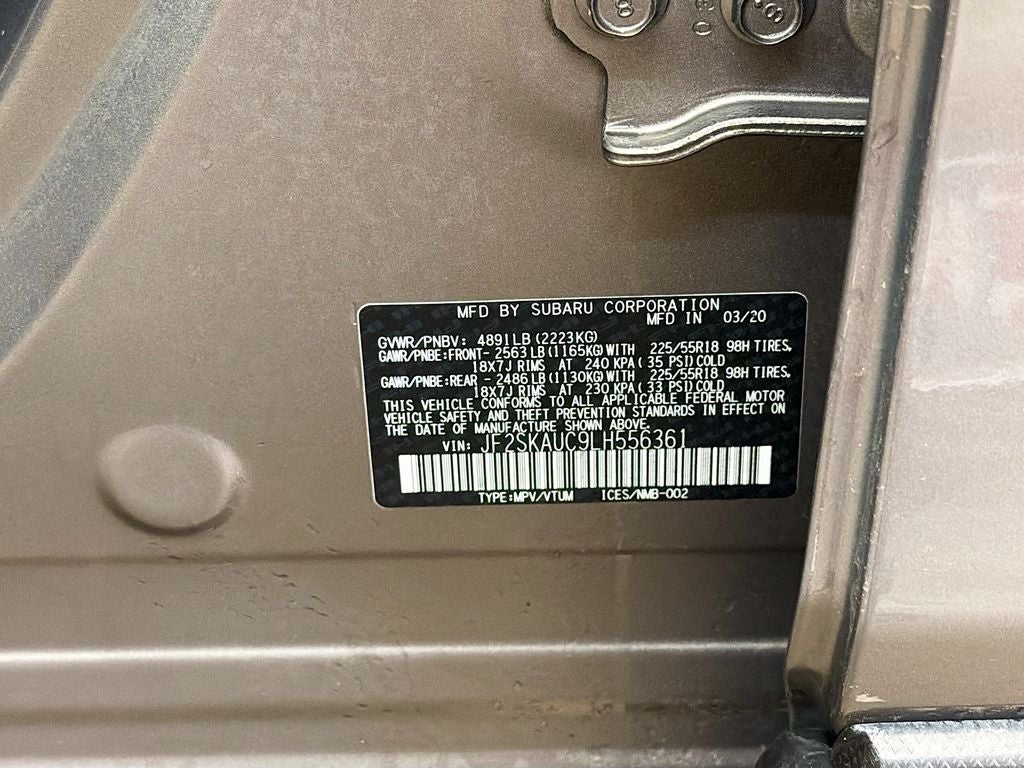 8
8
MFD BY SUBARU CORPORATION
MFD IN 03/20
GVWR/PNBV: 4891LB(2223KG)
GAWR/PNBE:FRONT- 2563LB(1165KG)WITH 225/55R18 98H TIRES,
18X7J RIMS AT 240 KPA(35 PSI)COLD
GAWR/PNBE:REAR - 2486LB(1130KG)WITH 225/55R18 98H TIRES,
18X7J RIMS AT 230 KPA(33 PSI)COLD
THIS VEHICLE CONFORMS TO ALL APPLICABLE FEDERAL MOTOR
VEHICLE SAFETY AND THEFT PREVENTION STANDARDS IN EFFECT ON
THE DATE OF MANUFACTURE SHOWN ABOVE.
VIN: JF2SKAUC9LH556361
TYPE:MPV/VTUM ICES/NMB-002